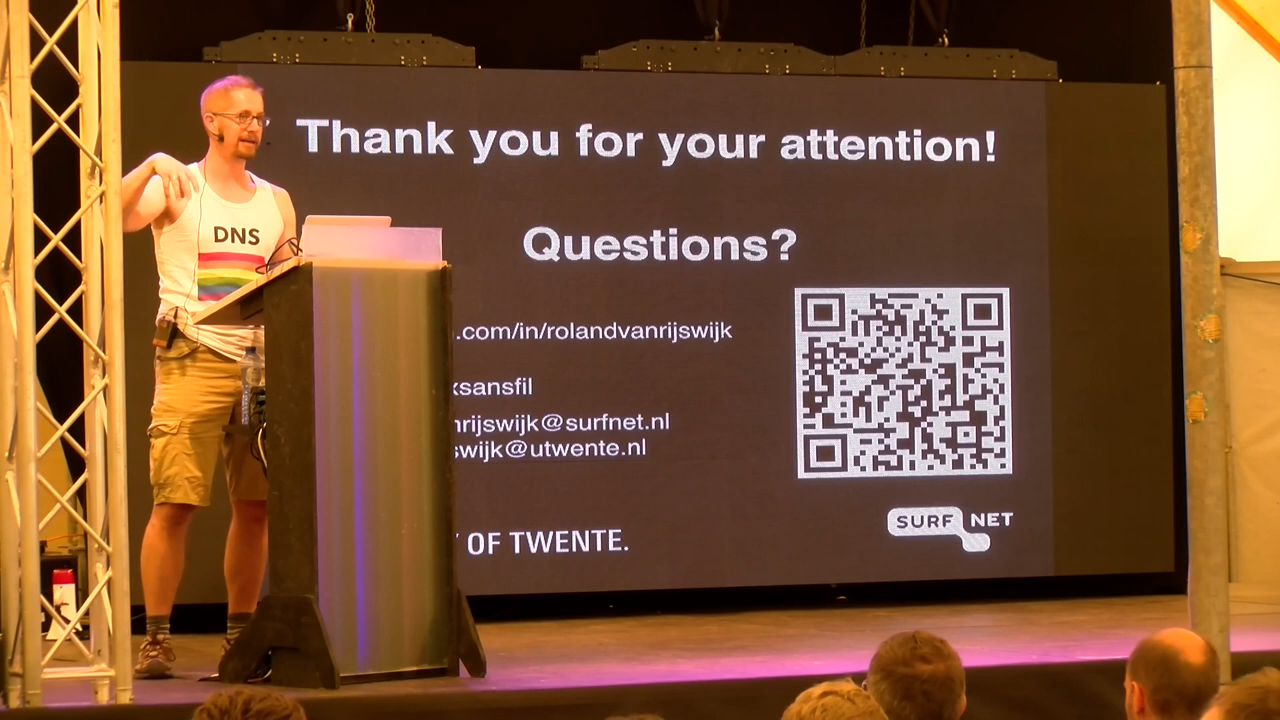 Thank you for your attention!
DNS
Questions?
.com/in/rolandvanrijswijk
xsansfil
nrijswijk@surfnet.nl
swijk@utwente.nl
OF TWENTE.
SURF NET